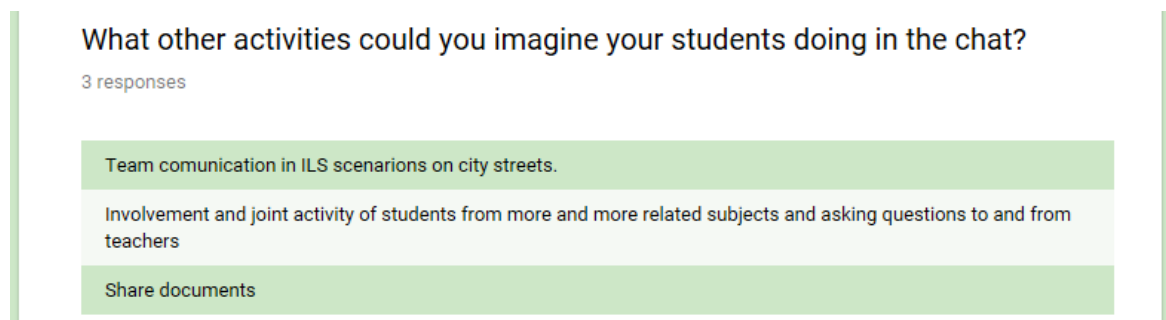 What other activities could you imagine your students doing in the chat?
3 responses
Team comunication in ILS scenarions on city streets.
Involvement and joint activity of students from more and more related subjects and asking questions to and from
teachers
Share documents